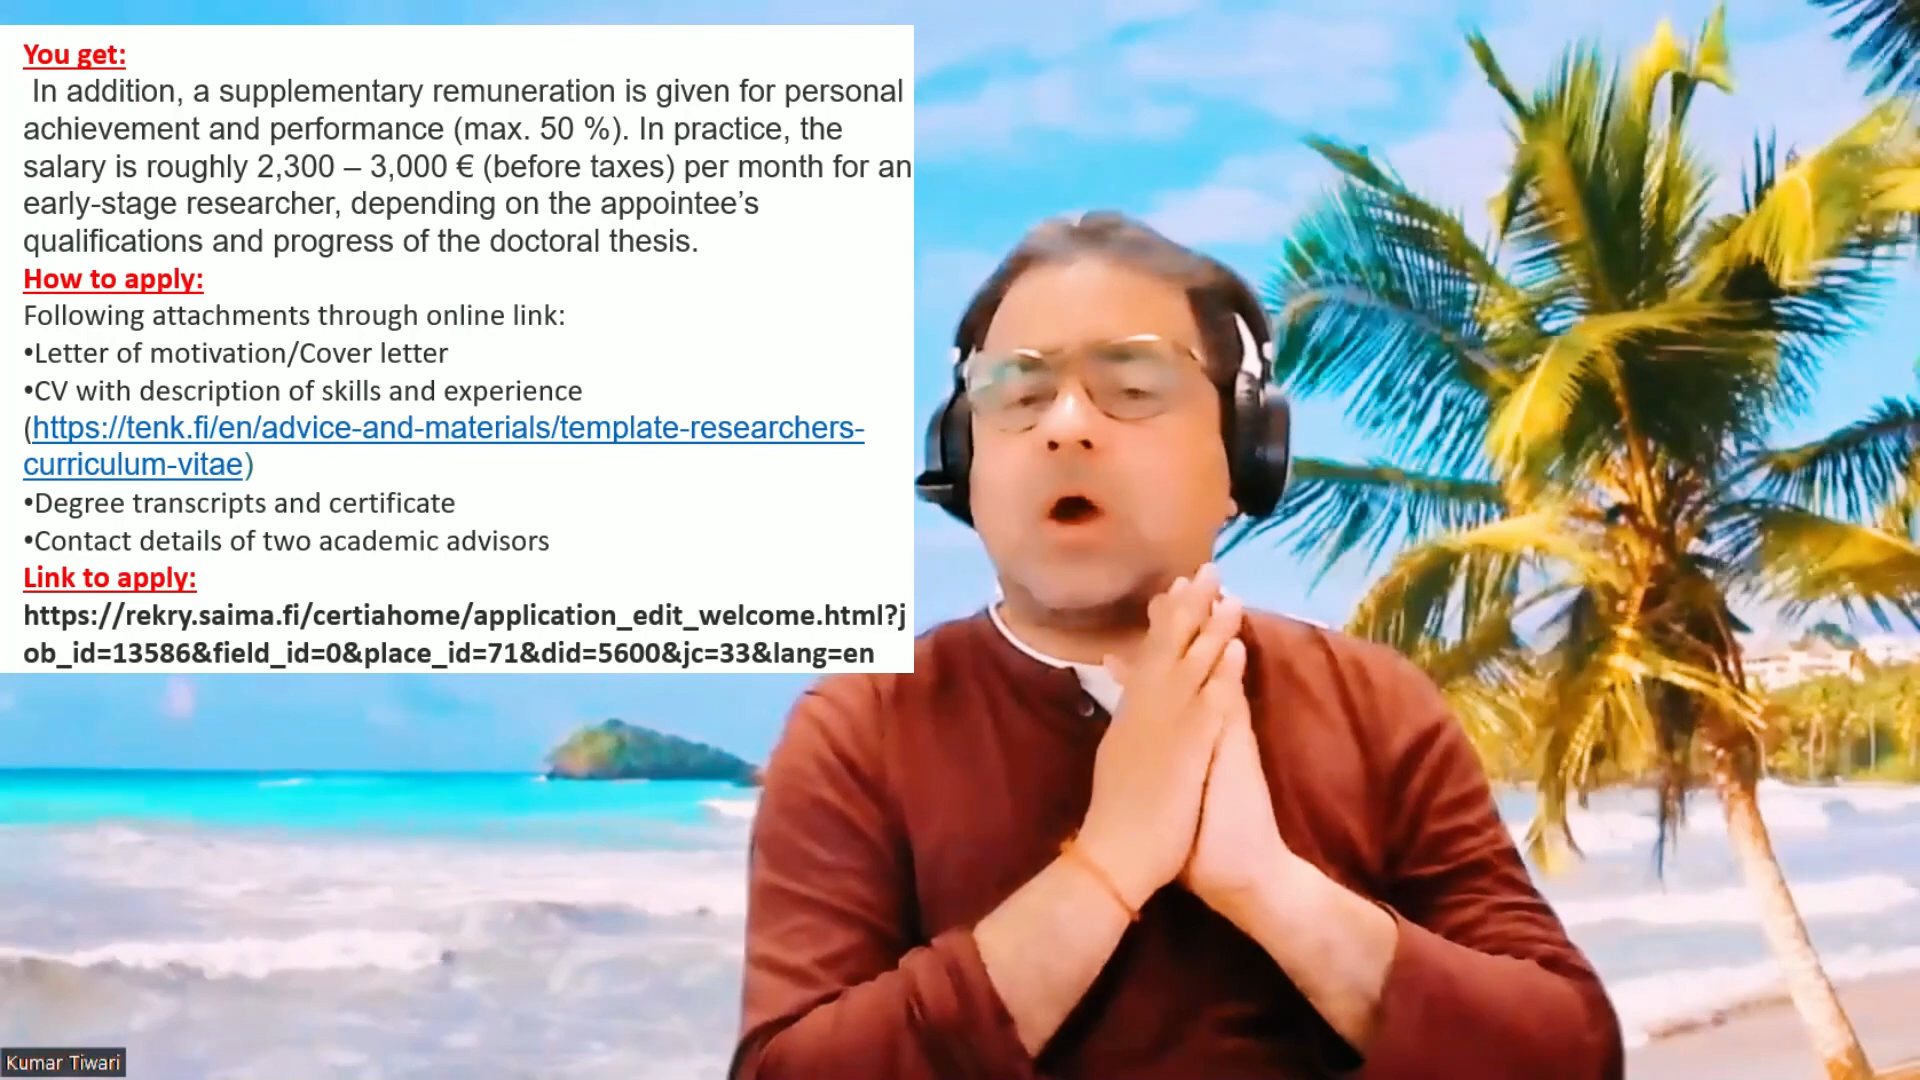 You get:
In addition, a supplementary remuneration is given for personal
achievement and performance (max. 50 %). In practice, the
salary is roughly 2,300 – 3,000 € (before taxes) per month for an
early-stage researcher, depending on the appointee’s
qualifications and progress of the doctoral thesis.
How to apply:
Following attachments through online link:
•Letter of motivation/Cover letter
•CV with description of skills and experience
(https://tenk.fi/en/advice-and-materials/template-researchers-
curriculum-vitae)
•Degree transcripts and certificate
•Contact details of two academic advisors
Link to apply:
https://rekry.saima.fi/certiahome/application_edit_welcome.html?j
ob_id=13586&field_id=0&place_id=71&did=5600&jc=33&lang=en
Kumar Tiwari